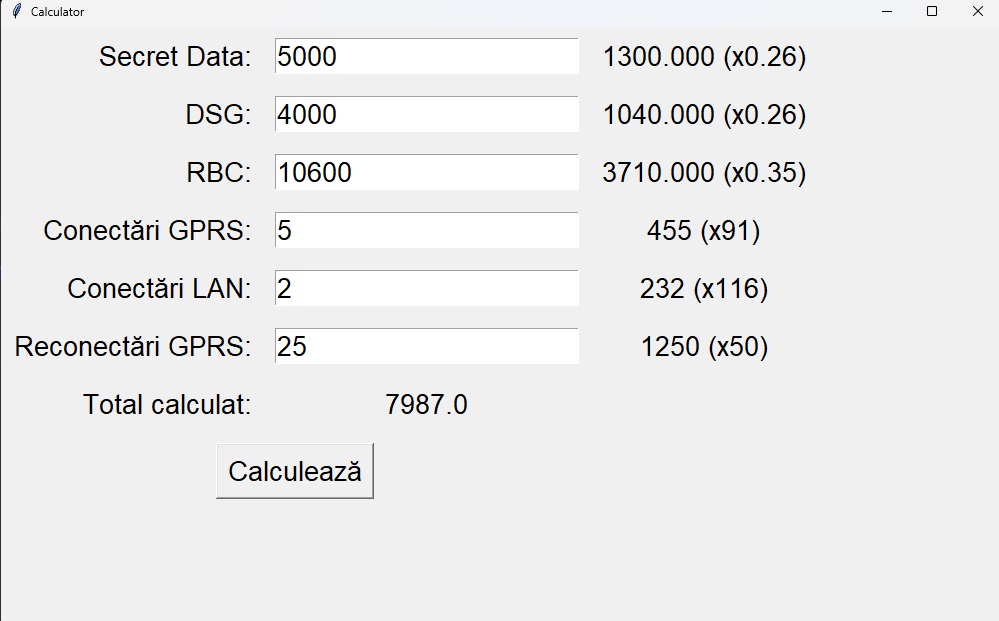 Calculator
Secret Data: 5000 1300.000 (x0.26)
DSG: 4000 1040.000 (x0.26)
RBC: 10600 3710.000 (x0.35)
Conectări GPRS: 5 455 (x91)
Conectări LAN: 2 232 (x116)
Reconectări GPRS: 25 1250 (x50)
Total calculat: 7987.0
Calculează